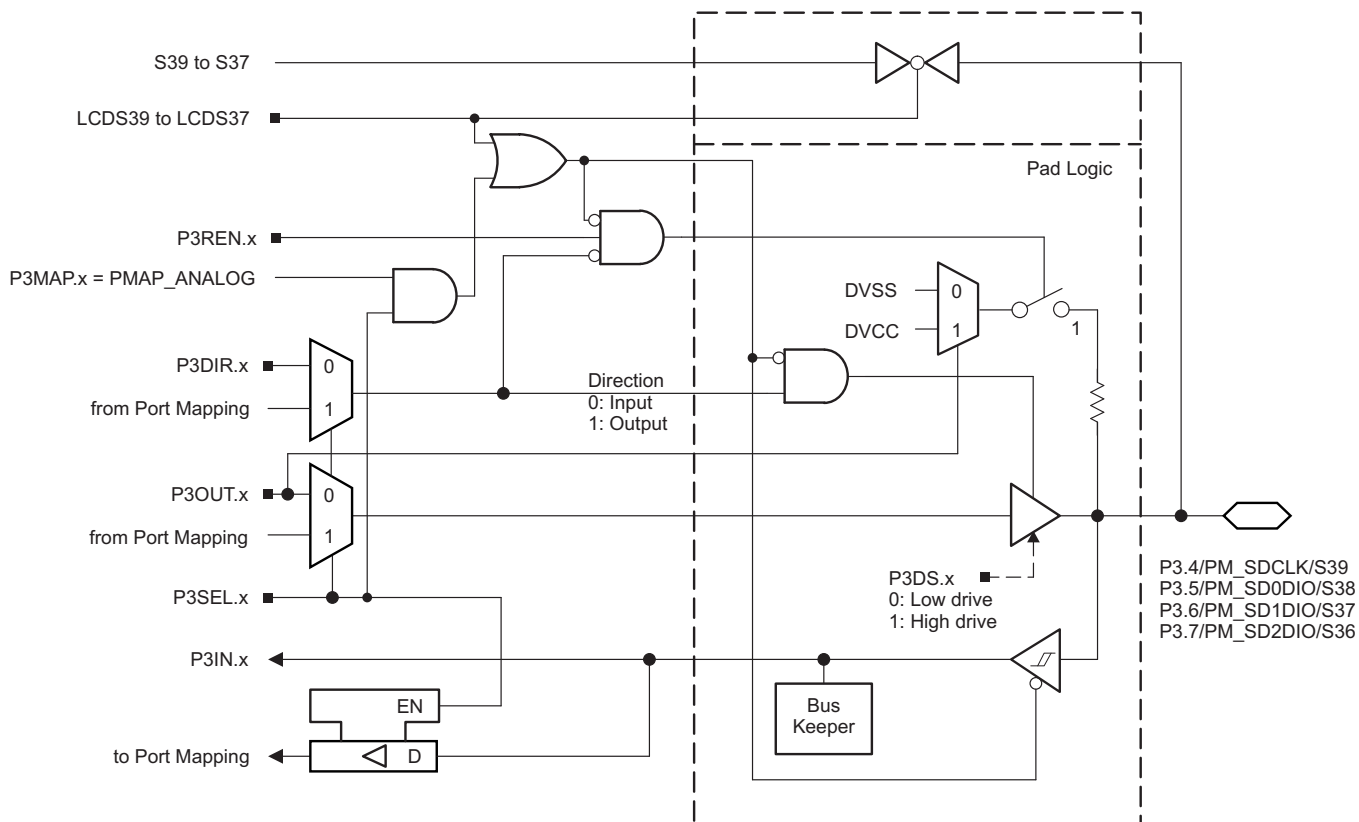 S39 to S37
LCDS39 to LCDS37
Pad Logic
P3REN.x
P3MAP.x = PMAP_ANALOG
DVSS
0
DVCC
1
1
P3DIR.x
0
from Port Mapping
1
Direction
0: Input
1: Output
P3OUT.x
0
from Port Mapping
1
P3DS.x
0: Low drive
1: High drive
P3.4/PM_SDCLK/S39
P3.5/PM_SD0DIO/S38
P3.6/PM_SD1DIO/S37
P3.7/PM_SD2DIO/S36
P3SEL.x
P3IN.x
EN
Bus
Keeper
to Port Mapping
D